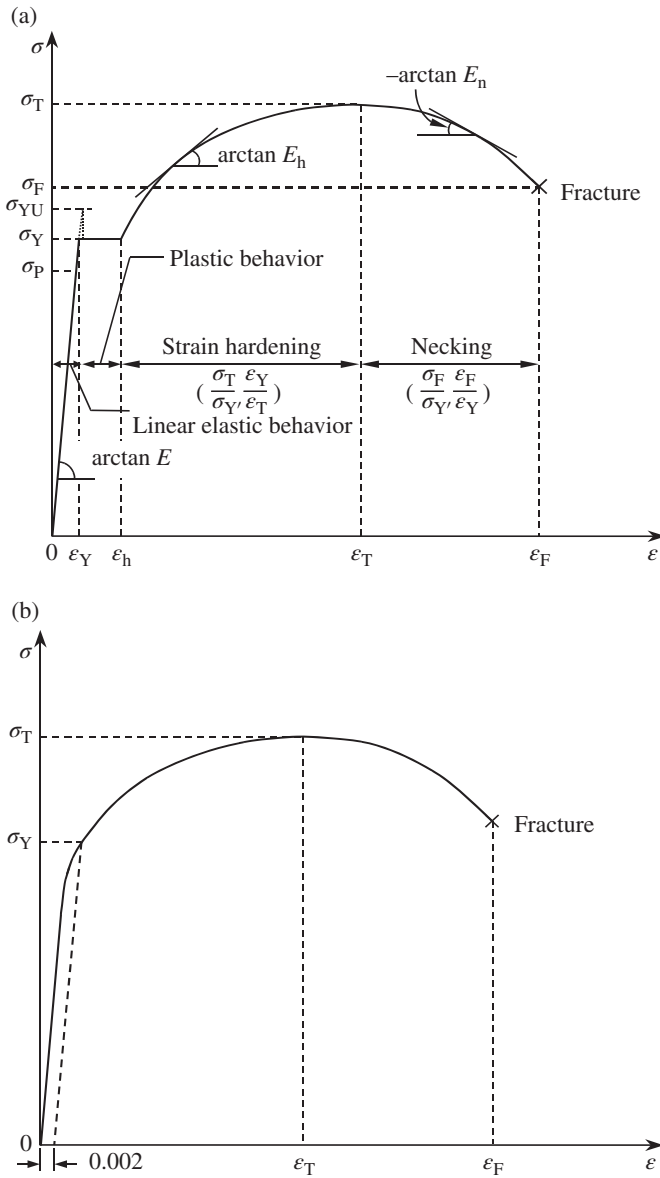 (a)
σ
σ_T
–arctan E_n
arctan E_h
σ_F
Fracture
σ_YU
σ_Y
σ_P
Plastic behavior
Strain hardening
Necking
( σ_T/σ_Y, ε_Y/ε_T )
( σ_F/σ_Y, ε_F/ε_Y )
Linear elastic behavior
arctan E
0 ε_Y ε_h ε_T ε_F ε
(b)
σ
σ_T
σ_Y
Fracture
0
0.002 ε_T ε_F ε